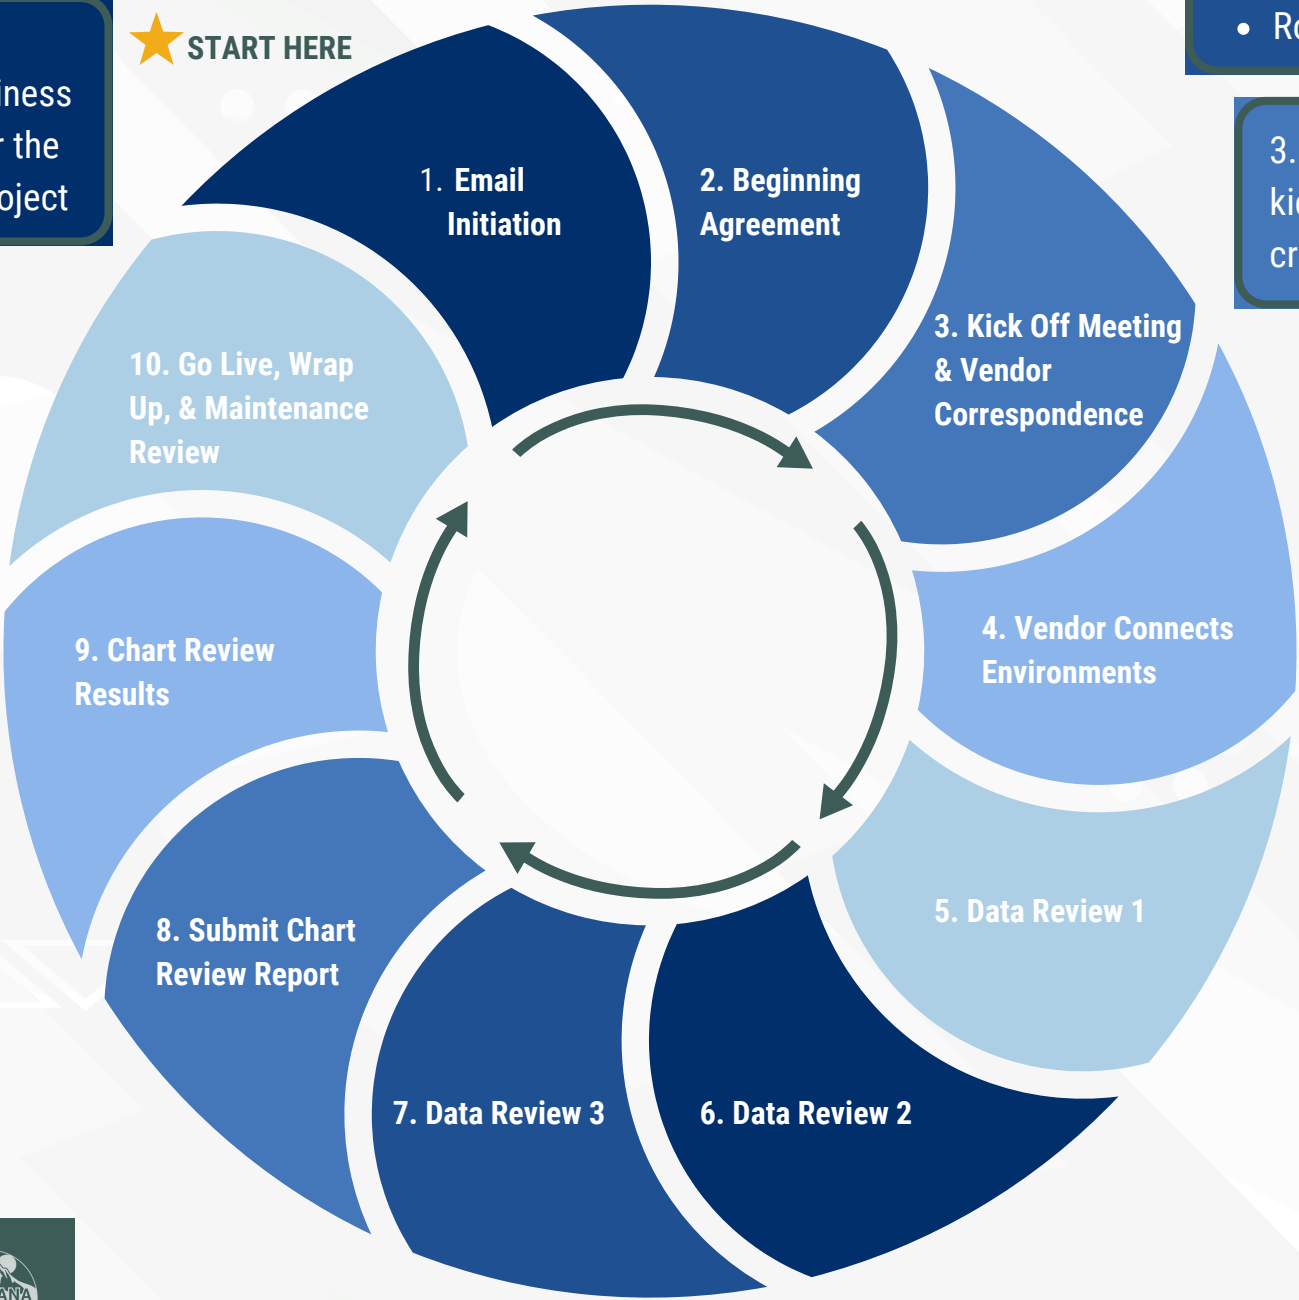 START HERE
the
1. Email
Initiation
2. Beginning
Agreement
3.
3. Kick Off Meeting
& Vendor
Correspondence
10. Go Live, Wrap
Up, & Maintenance
Review
4. Vendor Connects
Environments
9. Chart Review
Results
5. Data Review 1
8. Submit Chart
Review Report
7. Data Review 3
6. Data Review 2